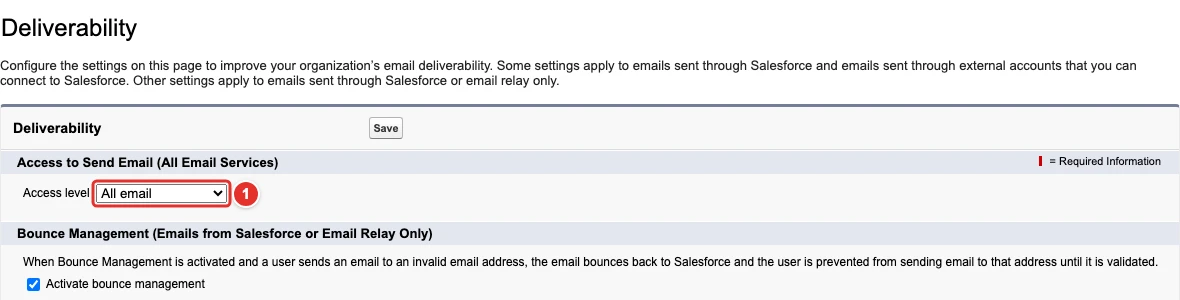 Deliverability
Configure the settings on this page to improve your organization's email deliverability. Some settings apply to emails sent through Salesforce and emails sent through external accounts that you can
connect to Salesforce. Other settings apply to emails sent through Salesforce or email relay only.
Deliverability Save
Access to Send Email (All Email Services) = Required Information
Access level All email 1
Bounce Management (Emails from Salesforce or Email Relay Only)
When Bounce Management is activated and a user sends an email to an invalid email address, the email bounces back to Salesforce and the user is prevented from sending email to that address until it is validated.
Activate bounce management